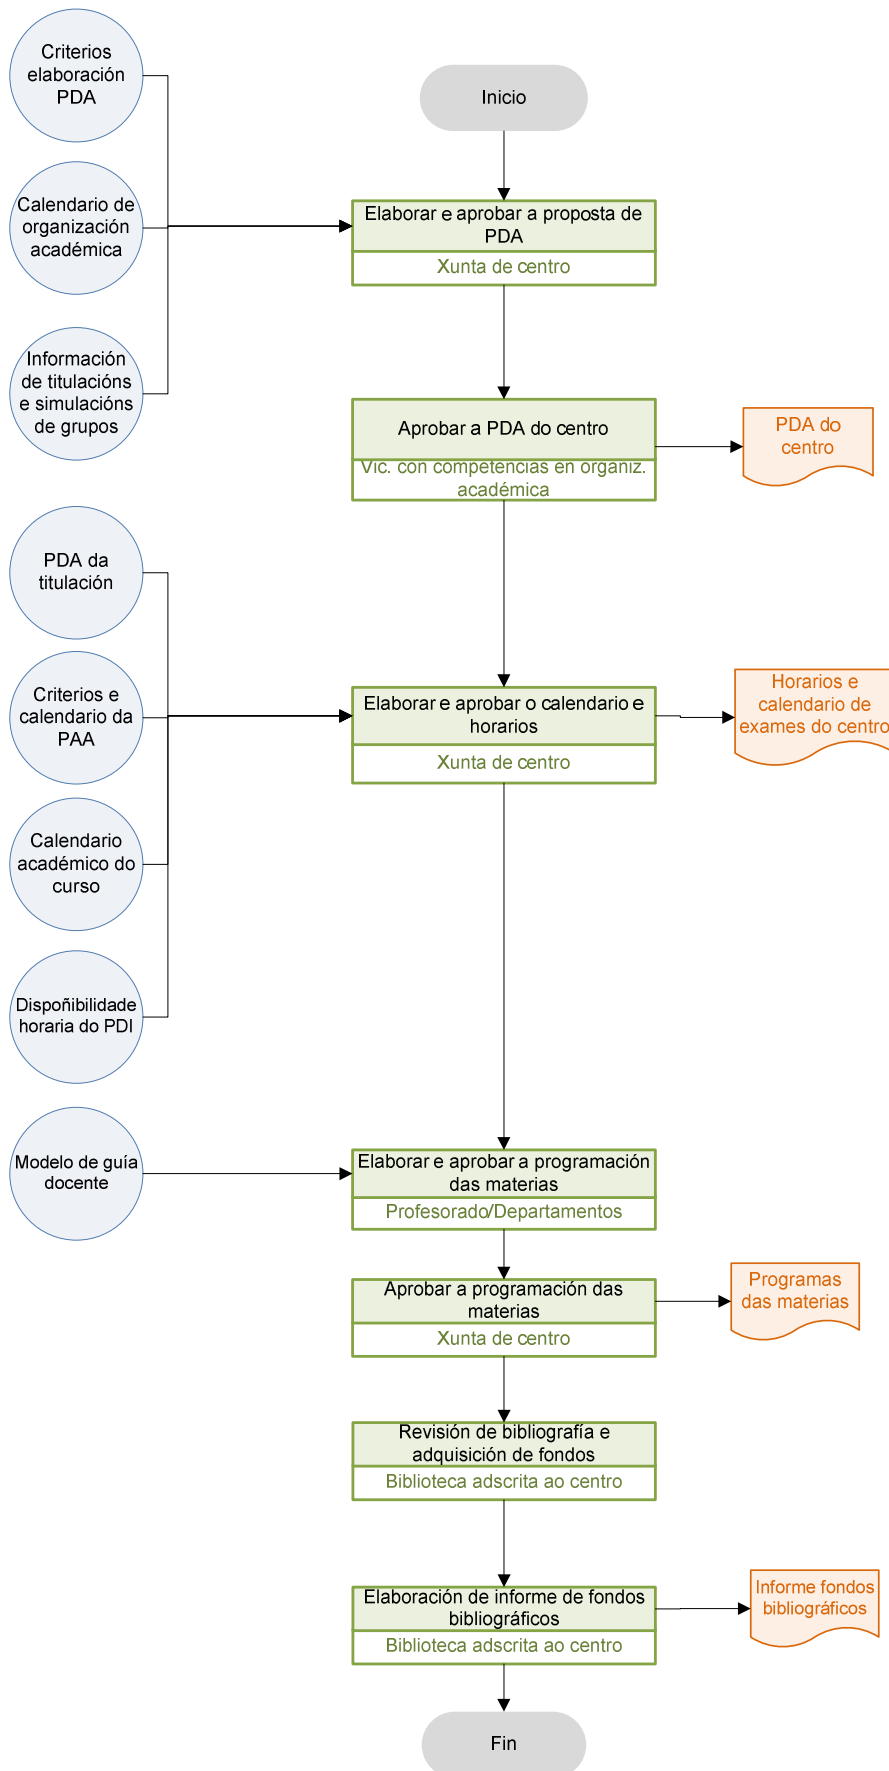 Criterios
elaboración
PDA
Inicio
Calendario de
organización
académica
Elaborar e aprobar a proposta de
PDA
Xunta de centro
Información
de titulacións
e simulacións
de grupos
Aprobar a PDA do centro
Vic. con competencias en organiz.
académica
PDA do
centro
PDA da
titulación
Criterios e
calendario da
PAA
Elaborar e aprobar o calendario e
horarios
Xunta de centro
Horarios e
calendario de
exames do centro
Calendario
académico do
curso
Dispoñibilidade
horaria do PDI
Modelo de guía
docente
Elaborar e aprobar a programación
das materias
Profesorado/Departamentos
Aprobar a programación das
materias
Xunta de centro
Programas
das materias
Revisión de bibliografía e
adquisición de fondos
Biblioteca adscrita ao centro
Elaboración de informe de fondos
bibliográficos
Biblioteca adscrita ao centro
Informe fondos
bibliográficos
Fin